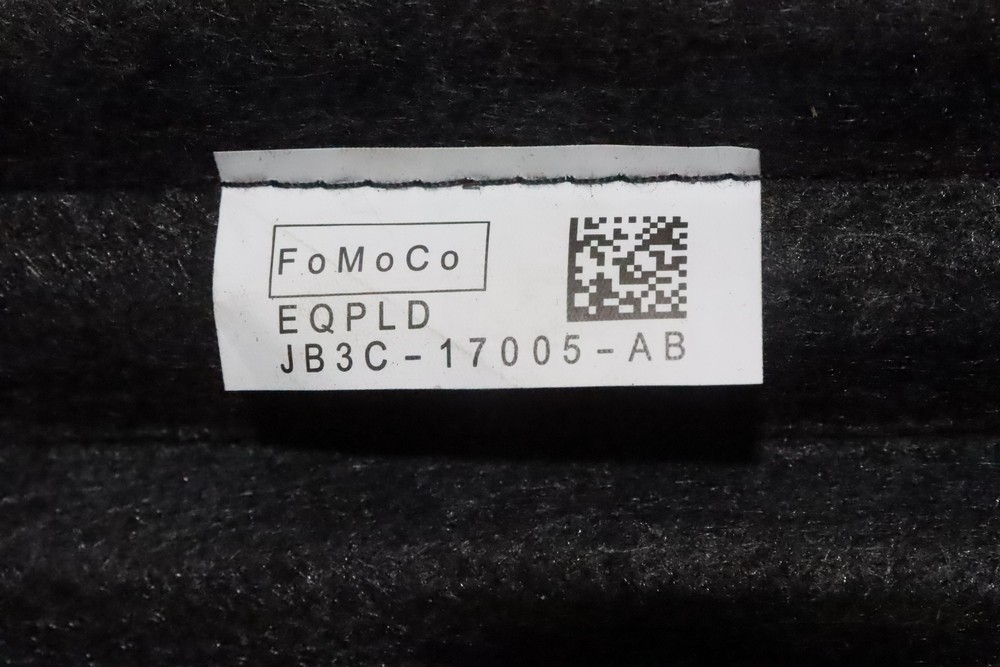 FoMoCo
EQPLD
JB3C-17005-AB